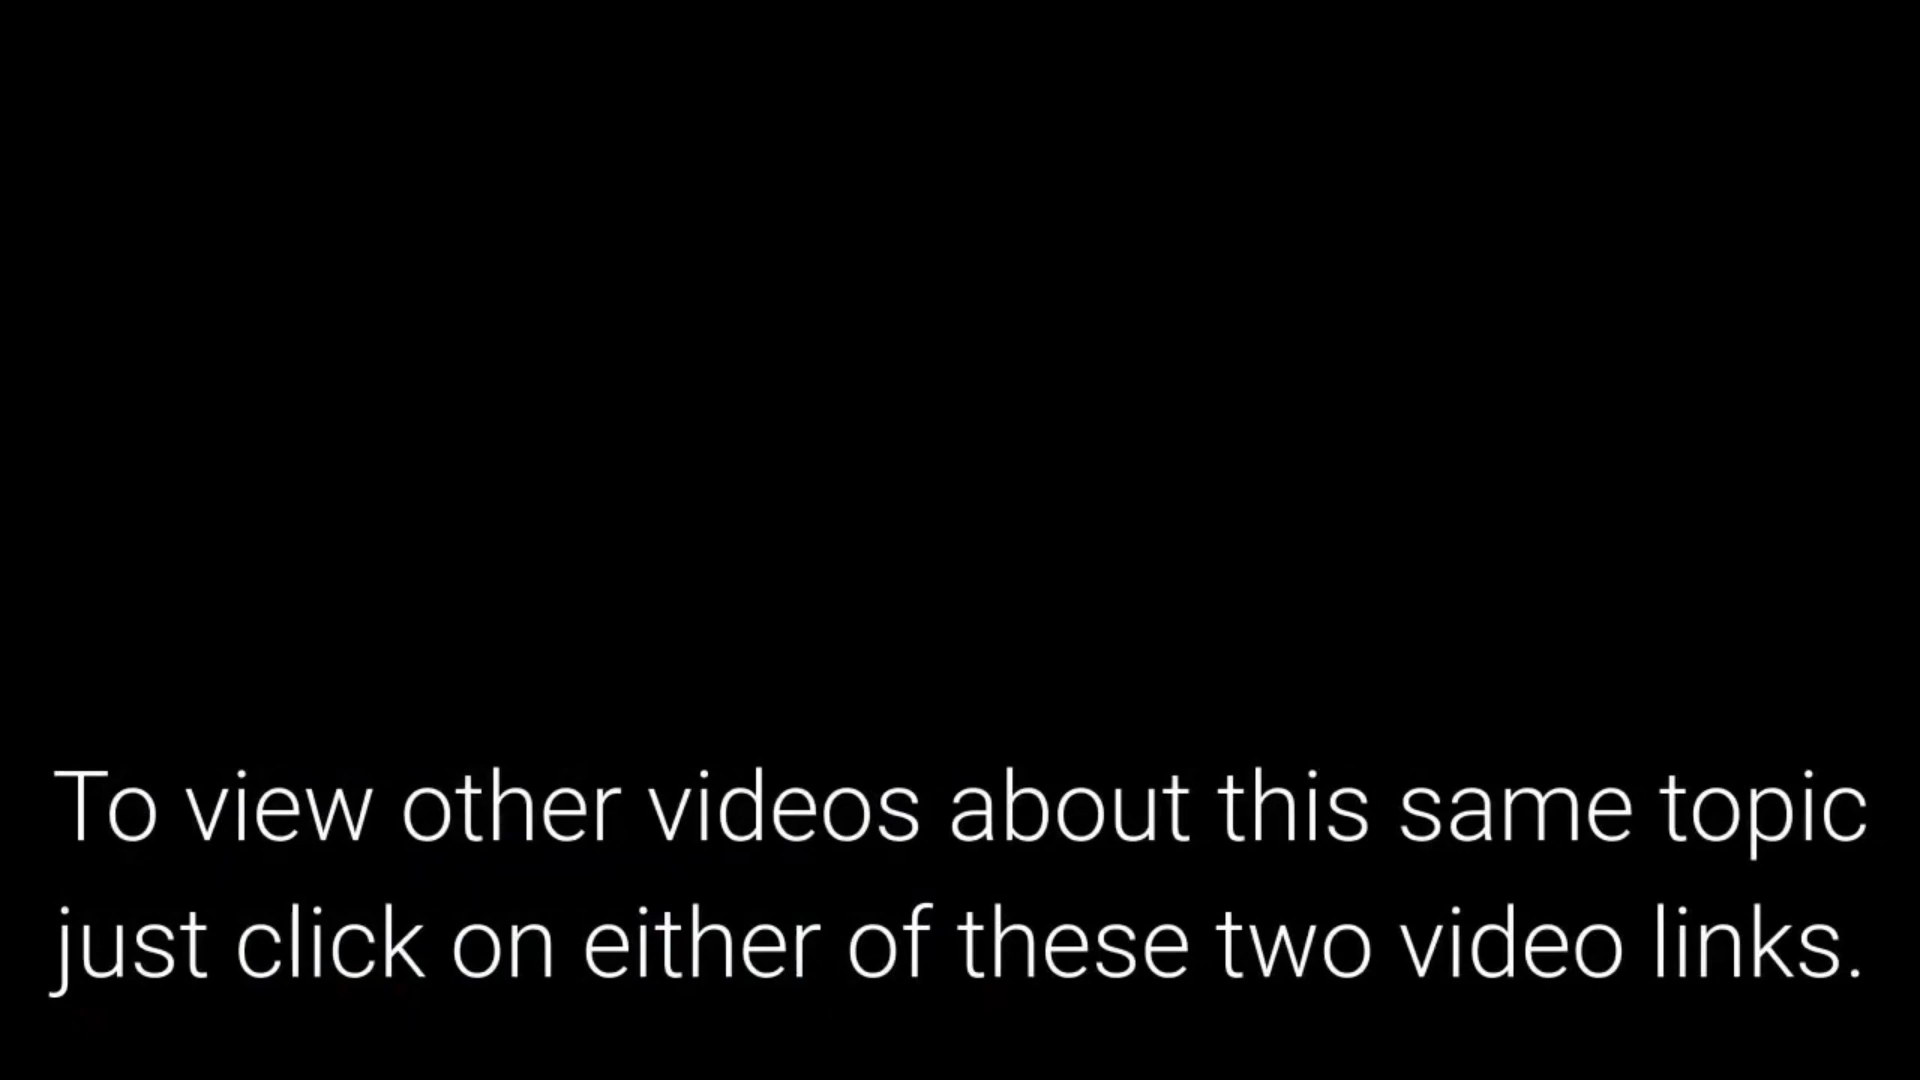 To view other videos about this same topic
just click on either of these two video links.